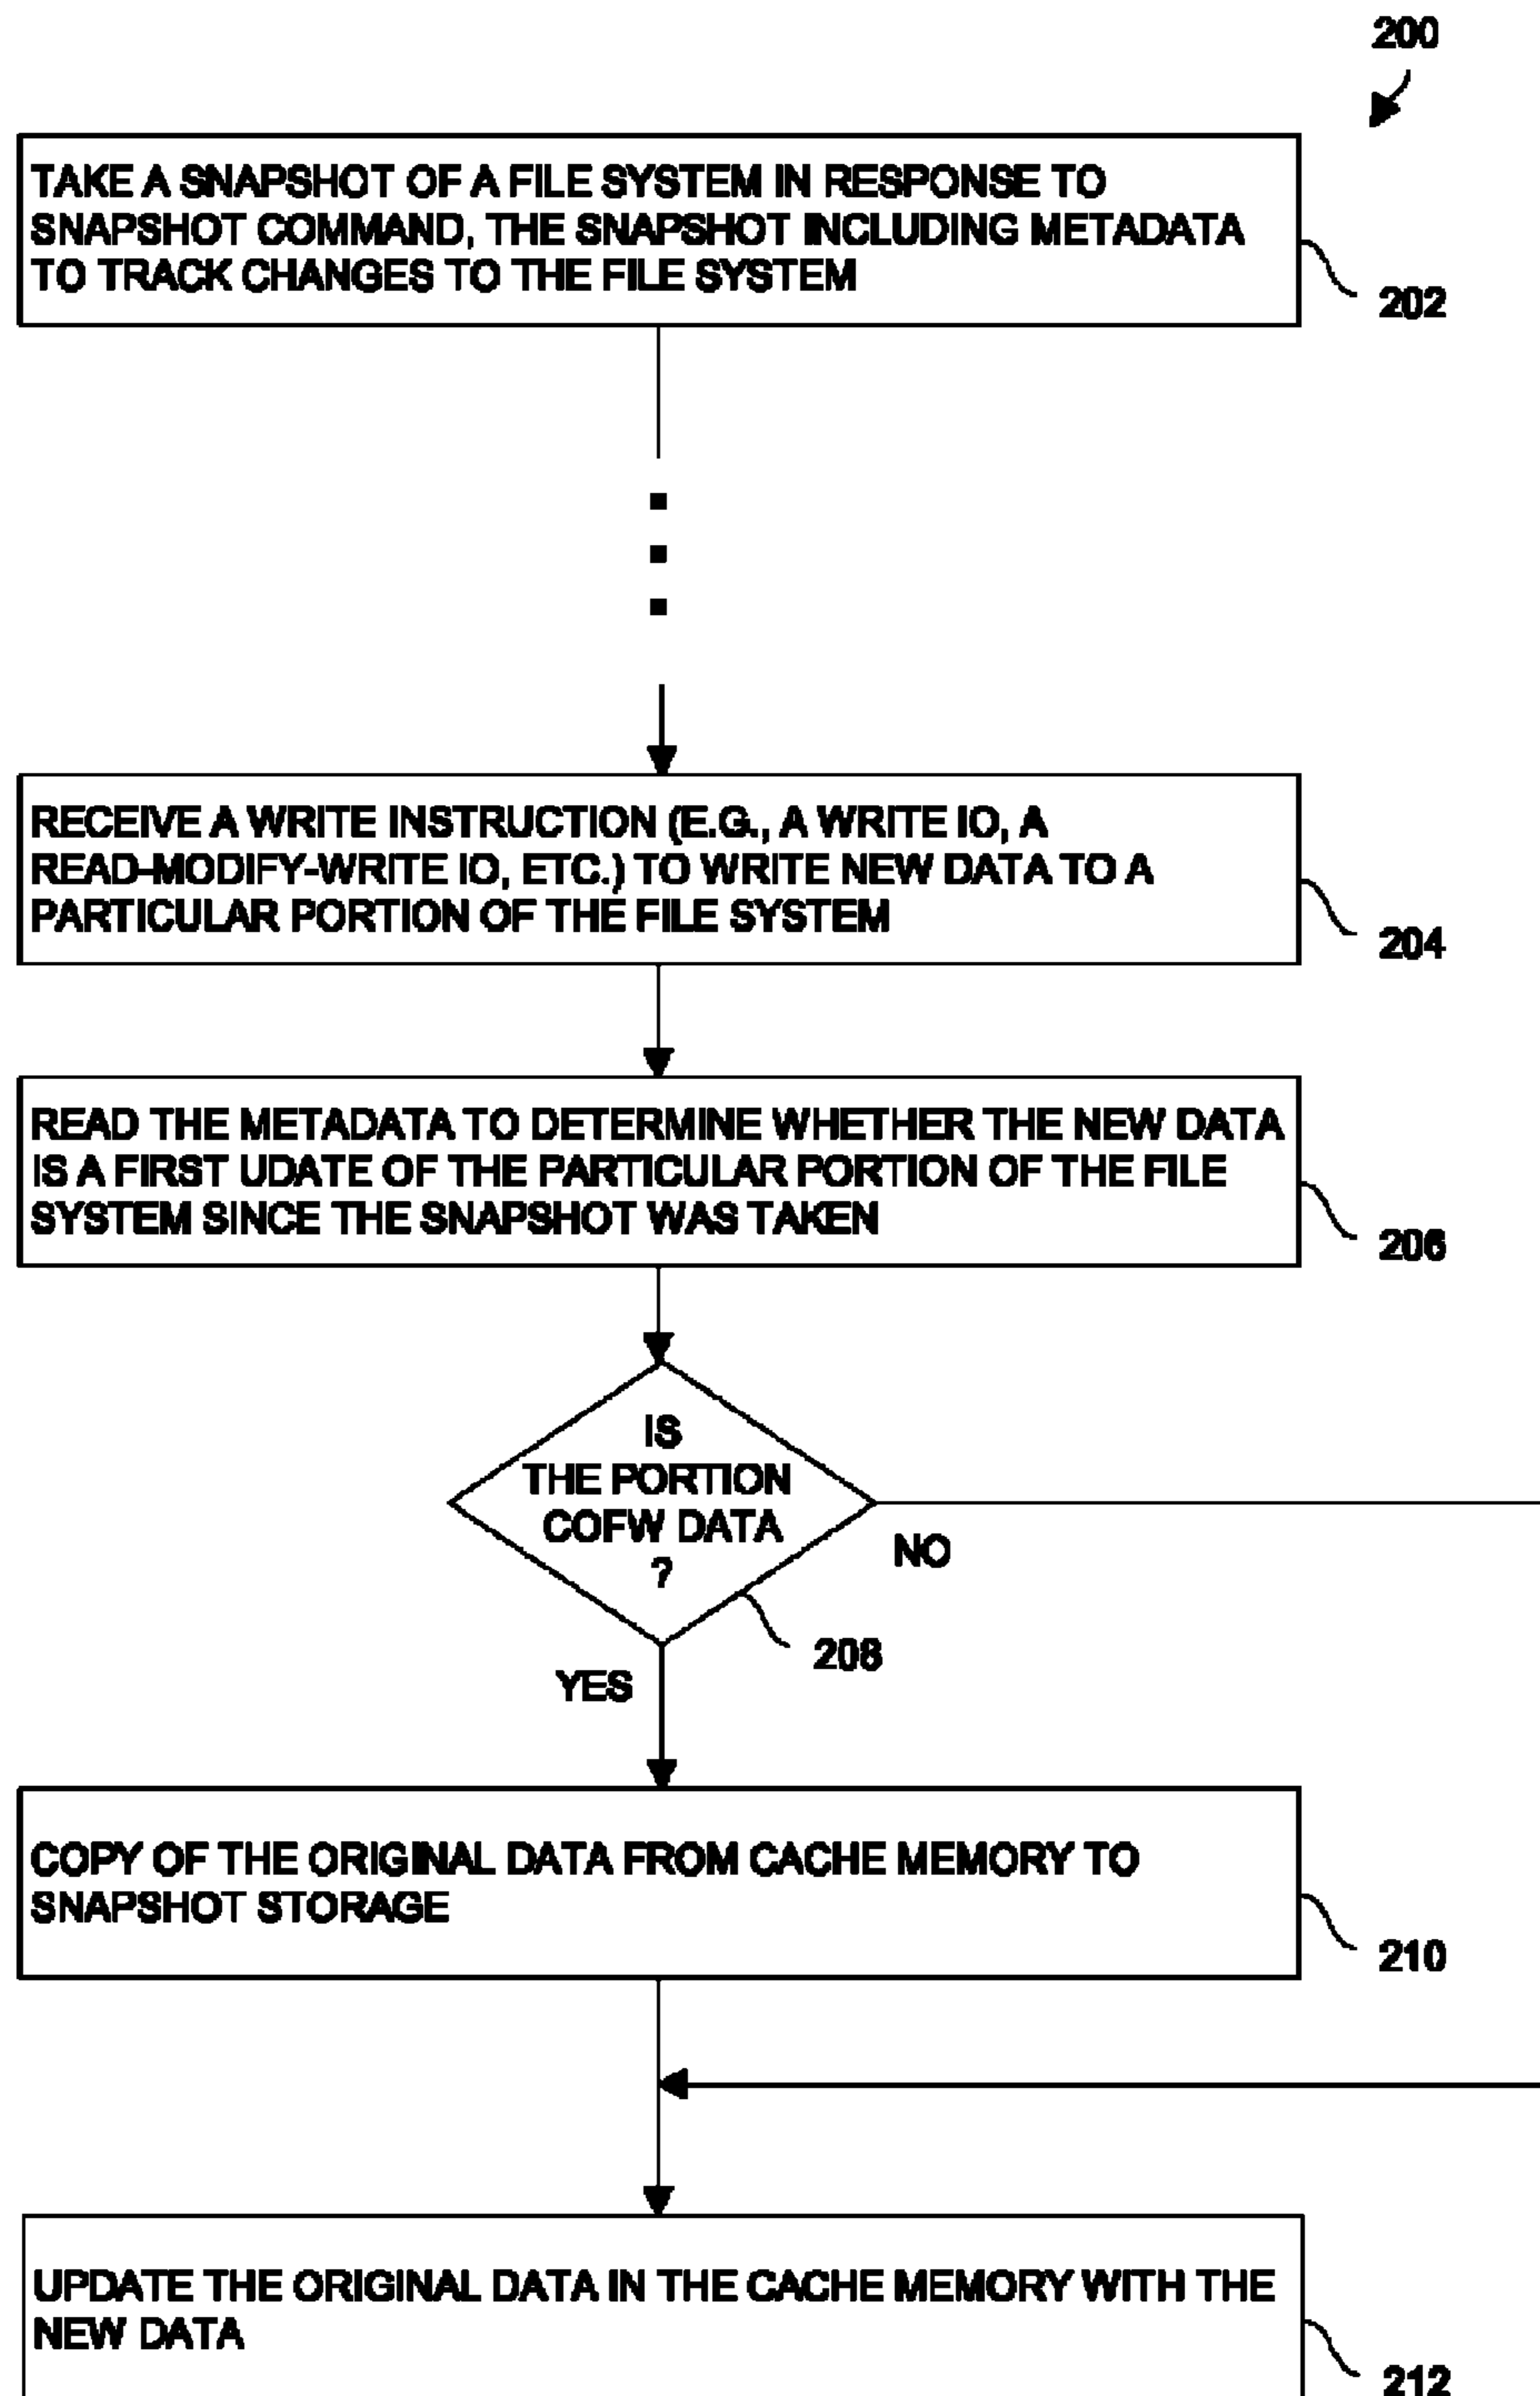 200
TAKE A SNAPSHOT OF A FILE SYSTEM IN RESPONSE TO
SNAPSHOT COMMAND, THE SNAPSHOT INCLUDING METADATA
TO TRACK CHANGES TO THE FILE SYSTEM
202
RECEIVE A WRITE INSTRUCTION (E.G., A WRITE IO, A
READ-MODIFY-WRITE IO, ETC.) TO WRITE NEW DATA TO A
PARTICULAR PORTION OF THE FILE SYSTEM
204
READ THE METADATA TO DETERMINE WHETHER THE NEW DATA
IS A FIRST UDATE OF THE PARTICULAR PORTION OF THE FILE
SYSTEM SINCE THE SNAPSHOT WAS TAKEN
206
IS
THE PORTION
COFW DATA
?
NO
208
YES
COPY OF THE ORIGINAL DATA FROM CACHE MEMORY TO
SNAPSHOT STORAGE
210
UPDATE THE ORIGINAL DATA IN THE CACHE MEMORY WITH THE
NEW DATA
212